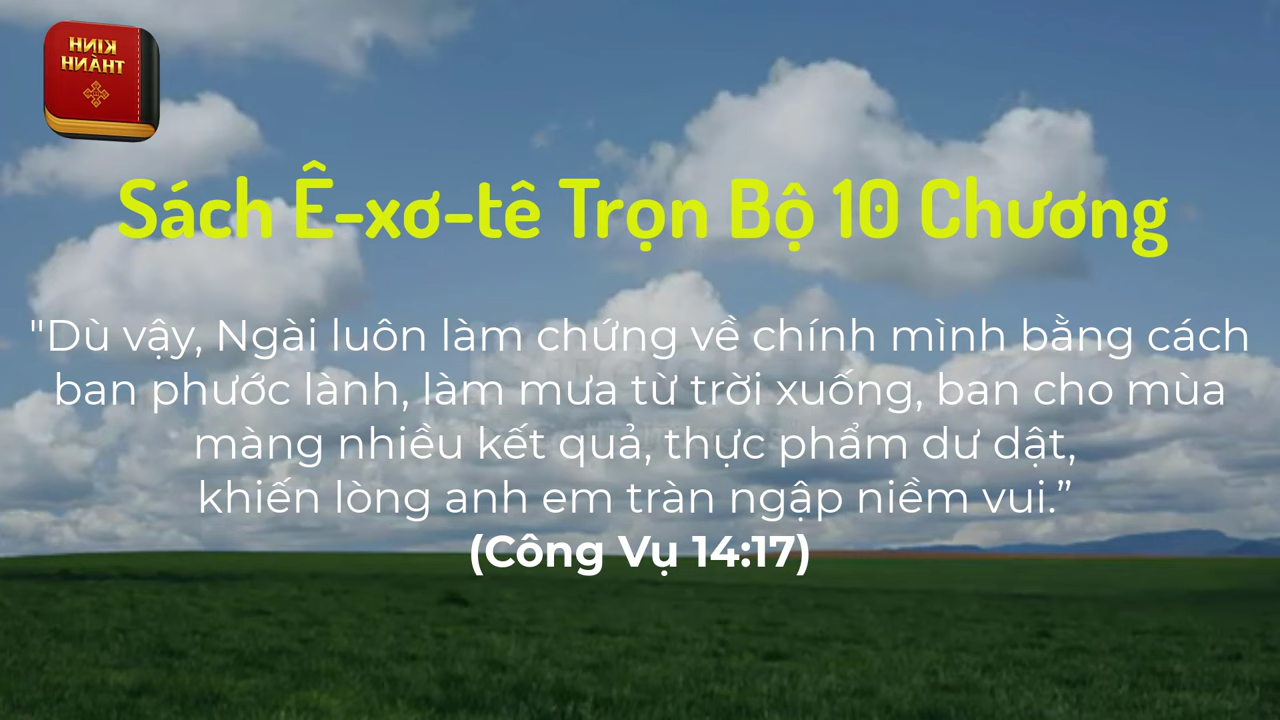 KINH
THÁNH
Sách Ê-xơ-tê Trọn Bộ 10 Chương
"Dù vậy, Ngài luôn làm chứng về chính mình bằng cách
ban phước lành, làm mưa từ trời xuống, ban cho mùa
màng nhiều kết quả, thực phẩm dư dật,
khiến lòng anh em tràn ngập niềm vui.”
(Công Vụ 14:17)